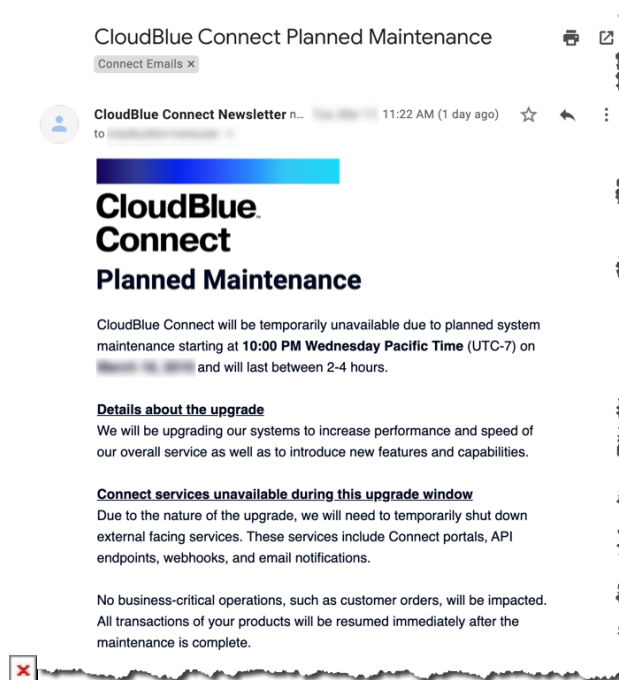 CloudBlue Connect Planned Maintenance
Connect Emails ×
CloudBlue Connect Newsletter n... 11:22 AM (1 day ago)
to
CloudBlue
Connect
Planned Maintenance
CloudBlue Connect will be temporarily unavailable due to planned system
maintenance starting at 10:00 PM Wednesday Pacific Time (UTC-7) on
and will last between 2-4 hours.
Details about the upgrade
We will be upgrading our systems to increase performance and speed of
our overall service as well as to introduce new features and capabilities.
Connect services unavailable during this upgrade window
Due to the nature of the upgrade, we will need to temporarily shut down
external facing services. These services include Connect portals, API
endpoints, webhooks, and email notifications.
No business-critical operations, such as customer orders, will be impacted.
All transactions of your products will be resumed immediately after the
maintenance is complete.